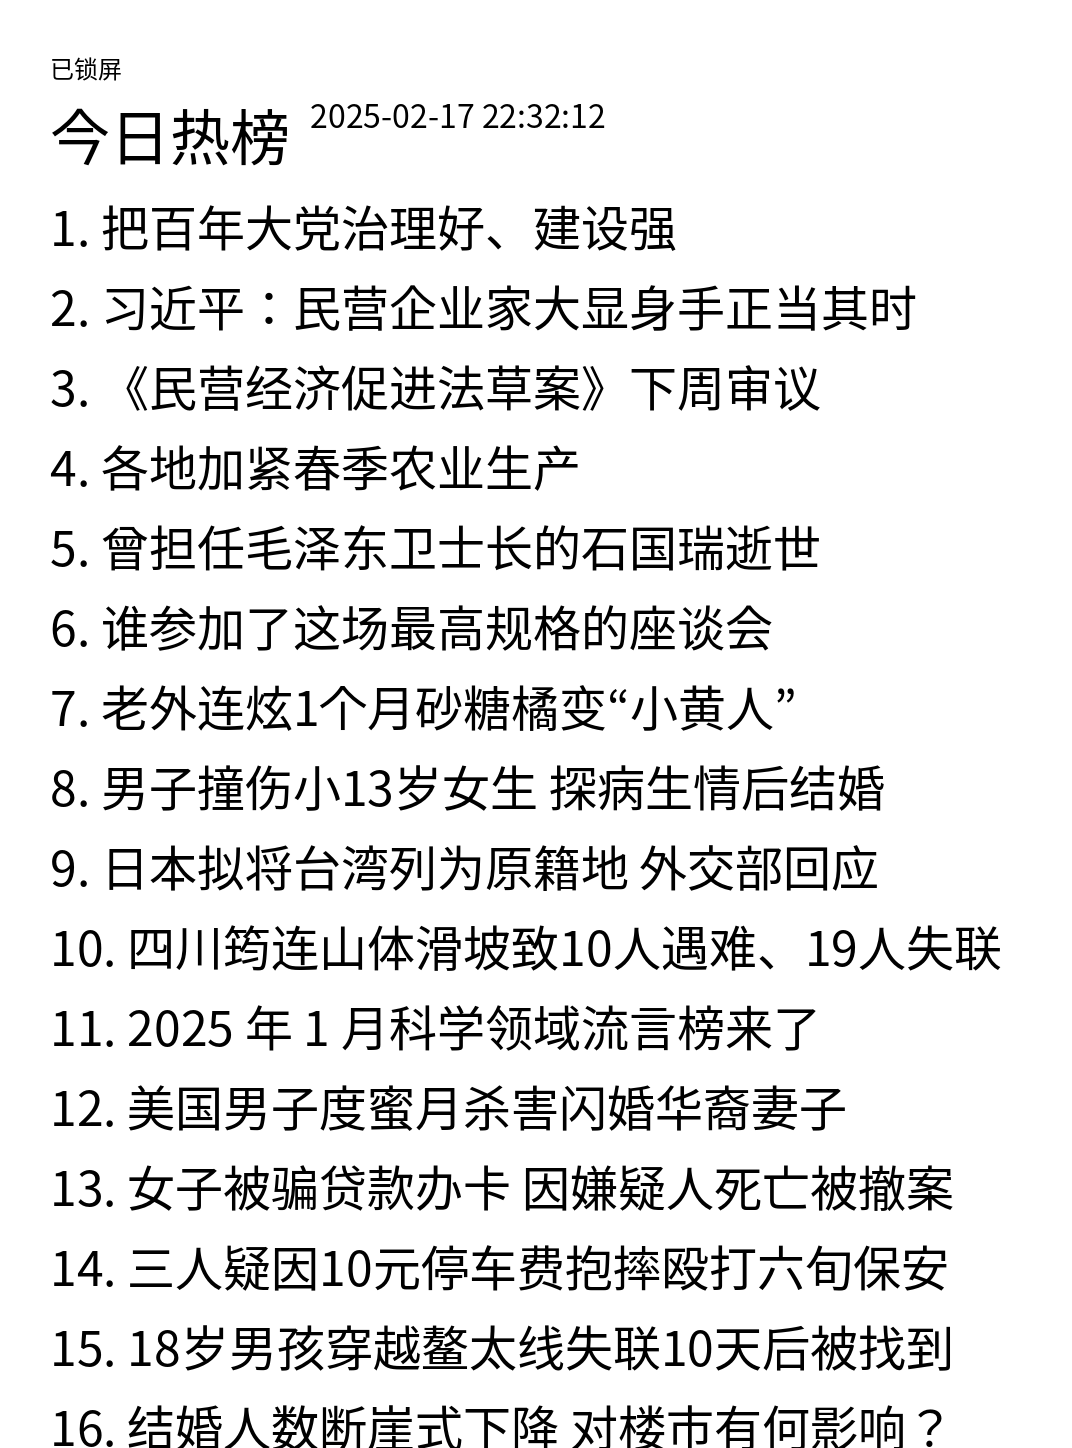 已锁屏
今日热榜 2025-02-17 22:32:12
1. 把百年大党治理好、建设强
2. 习近平：民营企业家大显身手正当其时
3. 《民营经济促进法草案》下周审议
4. 各地加紧春季农业生产
5. 曾担任毛泽东卫士长的石国瑞逝世
6. 谁参加了这场最高规格的座谈会
7. 老外连炫1个月砂糖橘变“小黄人”
8. 男子撞伤小13岁女生 探病生情后结婚
9. 日本拟将台湾列为原籍地 外交部回应
10. 四川筠连山体滑坡致10人遇难、19人失联
11. 2025 年 1 月科学领域流言榜来了
12. 美国男子度蜜月杀害闪婚华裔妻子
13. 女子被骗贷款办卡 因嫌疑人死亡被撤案
14. 三人疑因10元停车费抱摔殴打六旬保安
15. 18岁男孩穿越鳌太线失联10天后被找到
16. 结婚人数断崖式下降 对楼市有何影响？